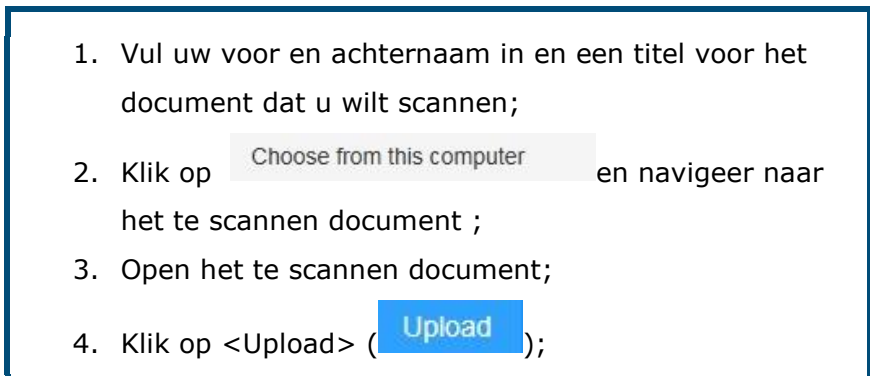 1. Vul uw voor en achternaam in en een titel voor het
document dat u wilt scannen;
2. Klik op Choose from this computer en navigeer naar
het te scannen document ;
3. Open het te scannen document;
4. Klik op <Upload> ( Upload );